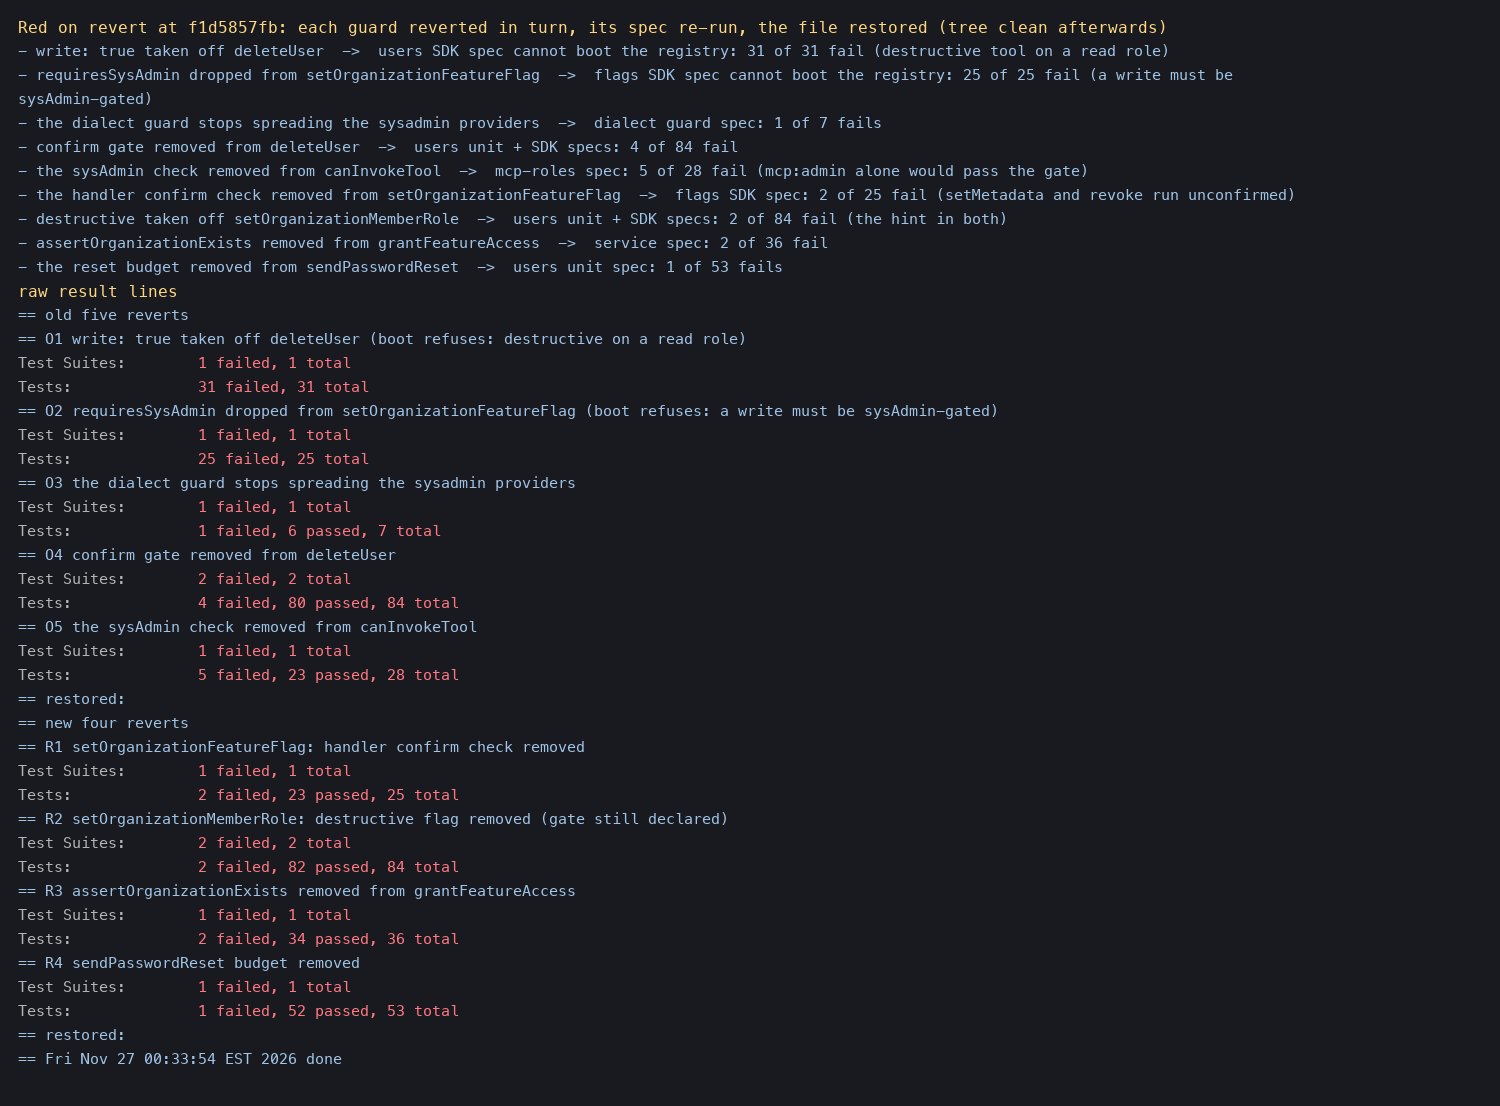 Red on revert at f1d5857fb: each guard reverted in turn, its spec re-run, the file restored (tree clean afterwards)
– write: true taken off deleteUser –> users SDK spec cannot boot the registry: 31 of 31 fail (destructive tool on a read role)
– requiresSysAdmin dropped from setOrganizationFeatureFlag –> flags SDK spec cannot boot the registry: 25 of 25 fail (a write must be
sysAdmin-gated)
– the dialect guard stops spreading the sysadmin providers –> dialect guard spec: 1 of 7 fails
– confirm gate removed from deleteUser –> users unit + SDK specs: 4 of 84 fail
– the sysAdmin check removed from canInvokeTool –> mcp-roles spec: 5 of 28 fail (mcp:admin alone would pass the gate)
– the handler confirm check removed from setOrganizationFeatureFlag –> flags SDK spec: 2 of 25 fail (setMetadata and revoke run unconfirmed)
– destructive taken off setOrganizationMemberRole –> users unit + SDK specs: 2 of 84 fail (the hint in both)
– assertOrganizationExists removed from grantFeatureAccess –> service spec: 2 of 36 fail
– the reset budget removed from sendPasswordReset –> users unit spec: 1 of 53 fails
raw result lines
== old five reverts
== O1 write: true taken off deleteUser (boot refuses: destructive on a read role)
Test Suites: 1 failed, 1 total
Tests: 31 failed, 31 total
== O2 requiresSysAdmin dropped from setOrganizationFeatureFlag (boot refuses: a write must be sysAdmin-gated)
Test Suites: 1 failed, 1 total
Tests: 25 failed, 25 total
== O3 the dialect guard stops spreading the sysadmin providers
Test Suites: 1 failed, 1 total
Tests: 1 failed, 6 passed, 7 total
== O4 confirm gate removed from deleteUser
Test Suites: 2 failed, 2 total
Tests: 4 failed, 80 passed, 84 total
== O5 the sysAdmin check removed from canInvokeTool
Test Suites: 1 failed, 1 total
Tests: 5 failed, 23 passed, 28 total
== restored:
== new four reverts
== R1 setOrganizationFeatureFlag: handler confirm check removed
Test Suites: 1 failed, 1 total
Tests: 2 failed, 23 passed, 25 total
== R2 setOrganizationMemberRole: destructive flag removed (gate still declared)
Test Suites: 2 failed, 2 total
Tests: 2 failed, 82 passed, 84 total
== R3 assertOrganizationExists removed from grantFeatureAccess
Test Suites: 1 failed, 1 total
Tests: 2 failed, 34 passed, 36 total
== R4 sendPasswordReset budget removed
Test Suites: 1 failed, 1 total
Tests: 1 failed, 52 passed, 53 total
== restored:
== Fri Nov 27 00:33:54 EST 2026 done